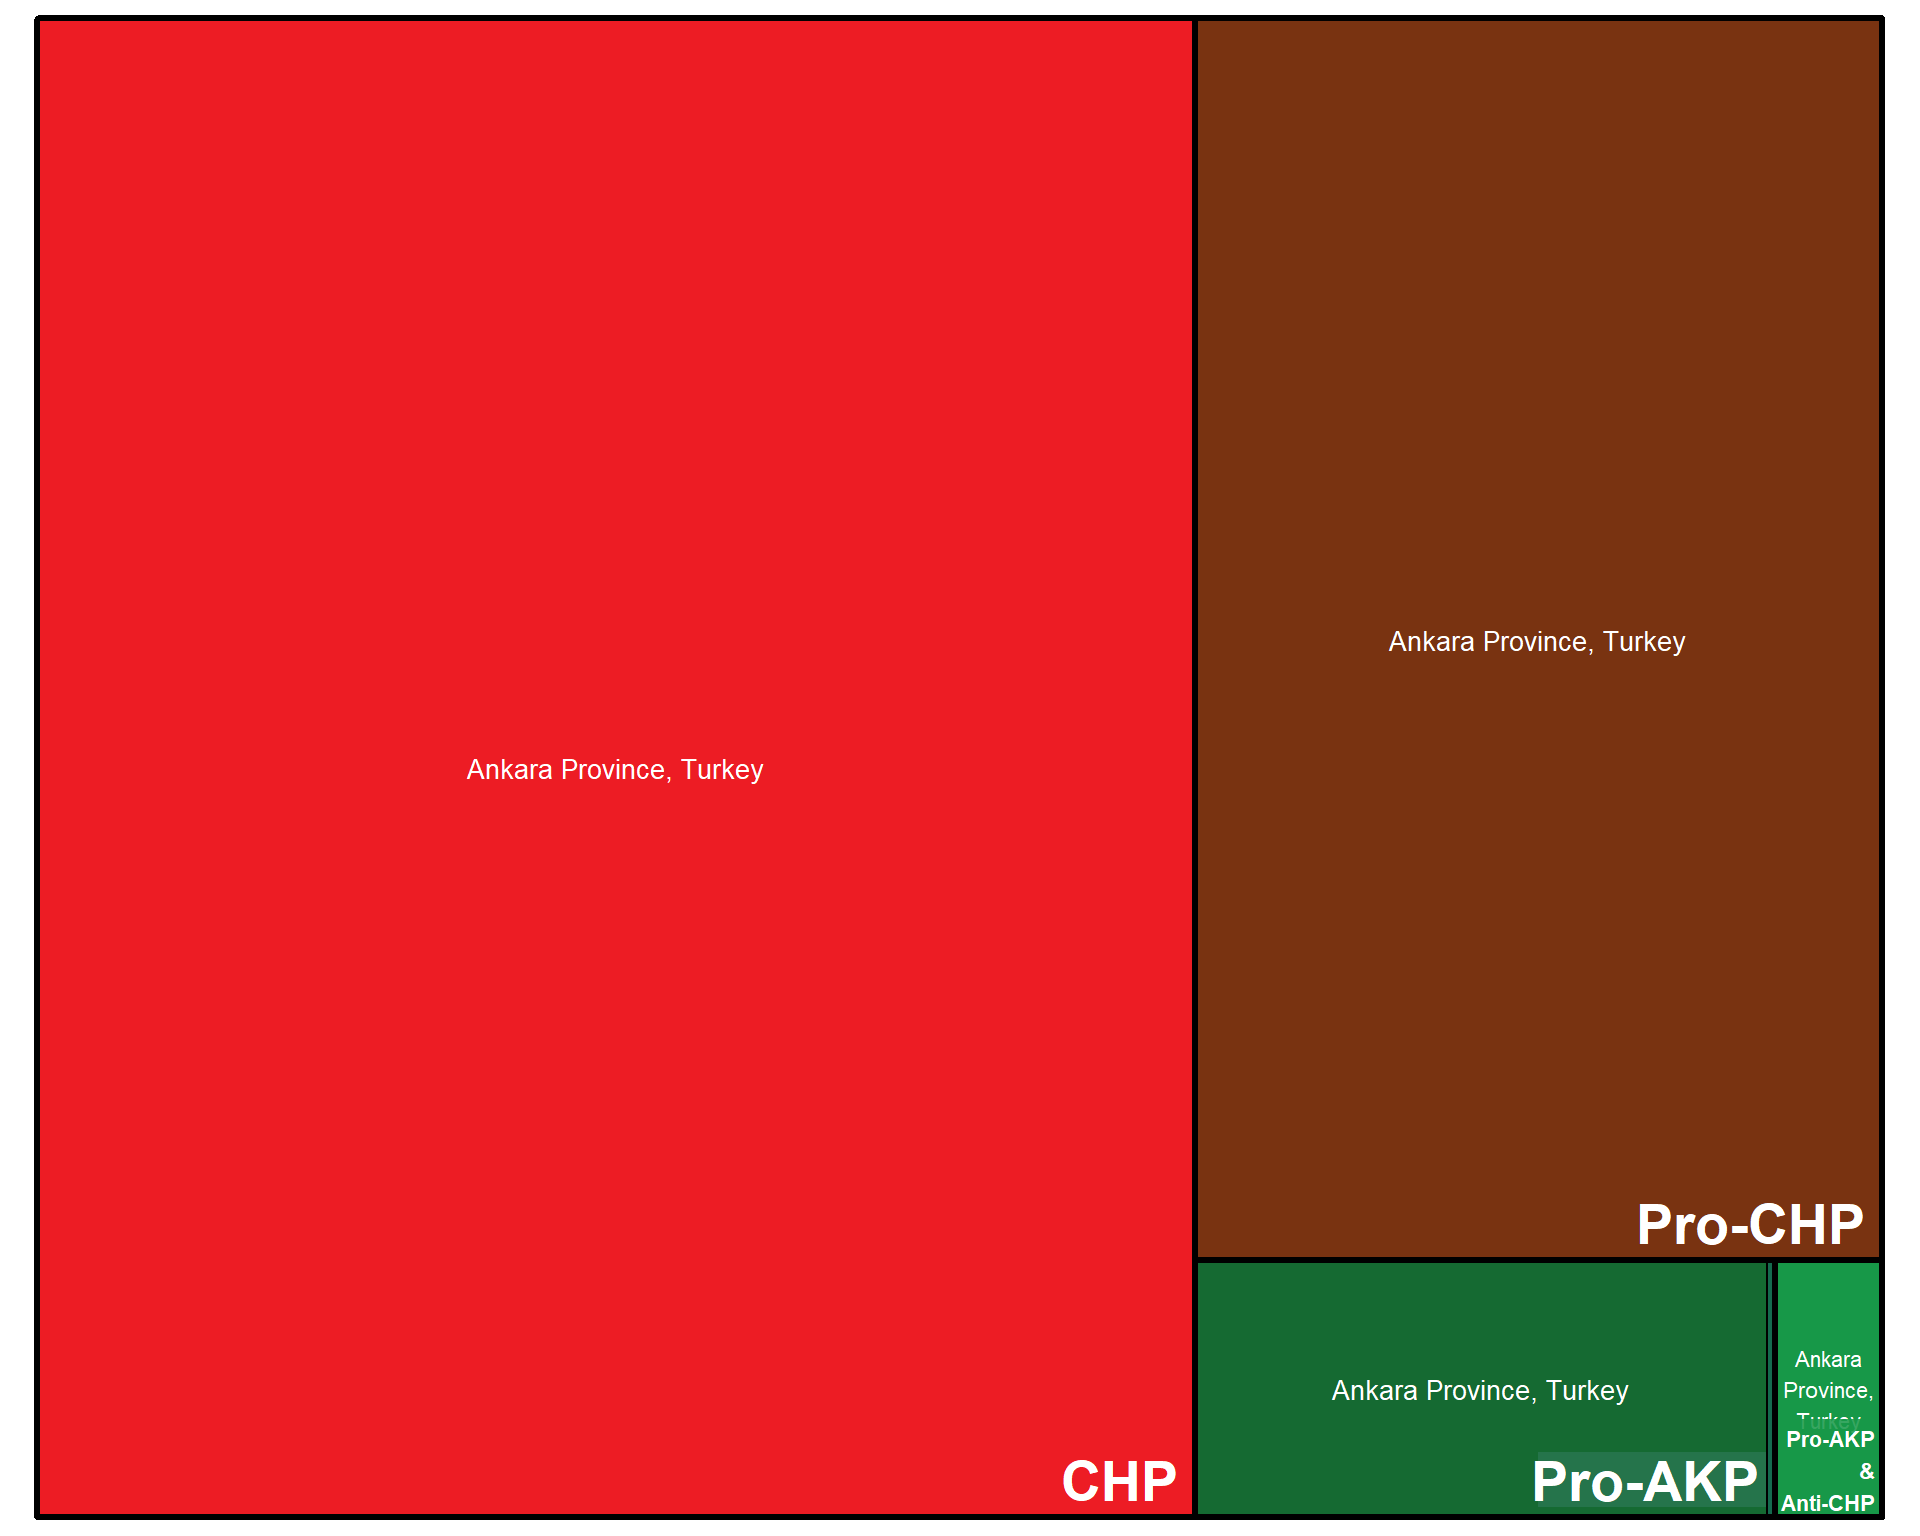 Ankara Province, Turkey
CHP
Ankara Province, Turkey
Pro-CHP
Ankara Province, Turkey
Pro-AKP
Ankara
Province,
Turkey
Pro-AKP
&
Anti-CHP